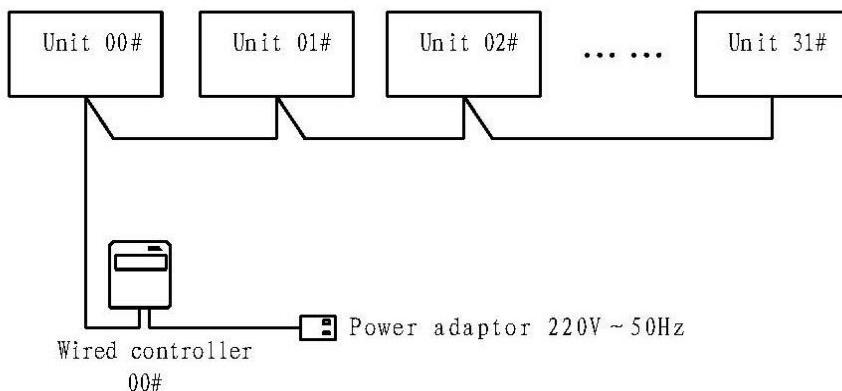 Unit 00#
Unit 01#
Unit 02#
... ...
Unit 31#
Power adaptor 220V~50Hz
Wired controller
00#